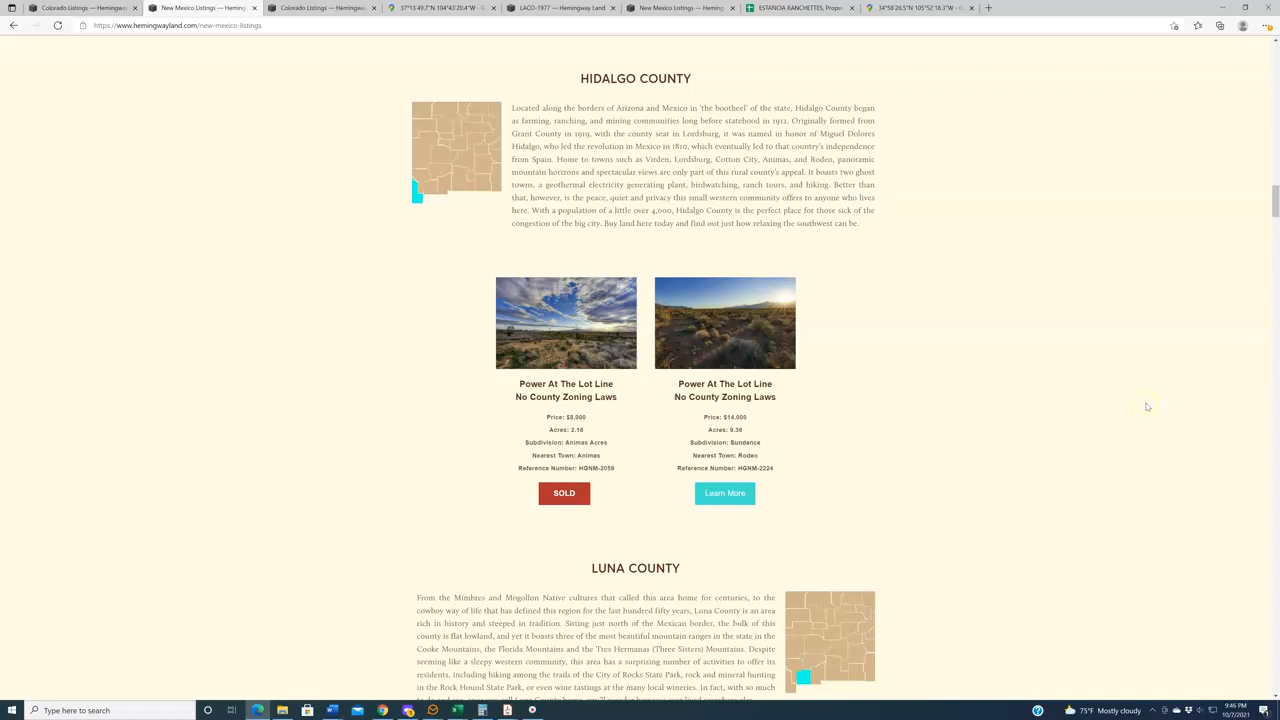 Colorado Listings — Heming
New Mexico Listings — Heming
Colorado Listings — Hemingw
37°13'49.7"N 104°43'20.4"W - G
LACO-1977 — Hemingway Land
New Mexico Listings — Heming
ESTANCIA RANCHETTES, Proper
34°58'26.5"N 105°52'18.3"W - G
https://www.hemingwayland.com/new-mexico-listings
HIDALGO COUNTY
Located along the borders of Arizona and Mexico in 'the bootheel' of the state, Hidalgo County began
as farming, ranching, and mining communities long before statehood in 1912. Originally formed from
Grant County in 1919, with the county seat in Lordsburg, it was named in honor of Miguel Dolores
Hidalgo, who led the revolution in Mexico in 1810, which eventually led to that country's independence
from Spain. Home to towns such as Virden, Lordsburg, Cotton City, Animas, and Rodeo, panoramic
mountain horizons and spectacular views are only part of this rural county's appeal. It boasts two ghost
towns, a geothermal electricity generating plant, birdwatching, ranch tours, and hiking. Better than
that, however, is the peace, quiet and privacy this small western community offers to anyone who lives
here. With a population of a little over 4,000, Hidalgo County is the perfect place for those sick of the
congestion of the big city. Buy land here today and find out just how relaxing the southwest can be.
Power At The Lot Line
No County Zoning Laws
Price: $8,000
Acres: 2.16
Subdivision: Animas Acres
Nearest Town: Animas
Reference Number: HGNM-2059
SOLD
Power At The Lot Line
No County Zoning Laws
Price: $14,000
Acres: 9.36
Subdivision: Sundance
Nearest Town: Rodeo
Reference Number: HGNM-2224
Learn More
LUNA COUNTY
From the Mimbres and Mogollon Native cultures that called this area home for centuries, to the
cowboy way of life that has defined this region for the last hundred fifty years, Luna County is an area
rich in history and steeped in tradition. Sitting just north of the Mexican border, the bulk of this
county is flat lowland, and yet it boasts three of the most beautiful mountain ranges in the state in the
Cooke Mountains, the Florida Mountains and the Tres Hermanas (Three Sisters) Mountains. Despite
seeming like a sleepy western community, this area has a surprising number of activities to offer its
residents, including hiking among the trails of the City of Rocks State Park, rock and mineral hunting
in the Rock Hound State Park, or even wine tastings at the many local wineries. In fact, with so much
Type here to search
75°F Mostly cloudy
9:46 PM
10/7/2021